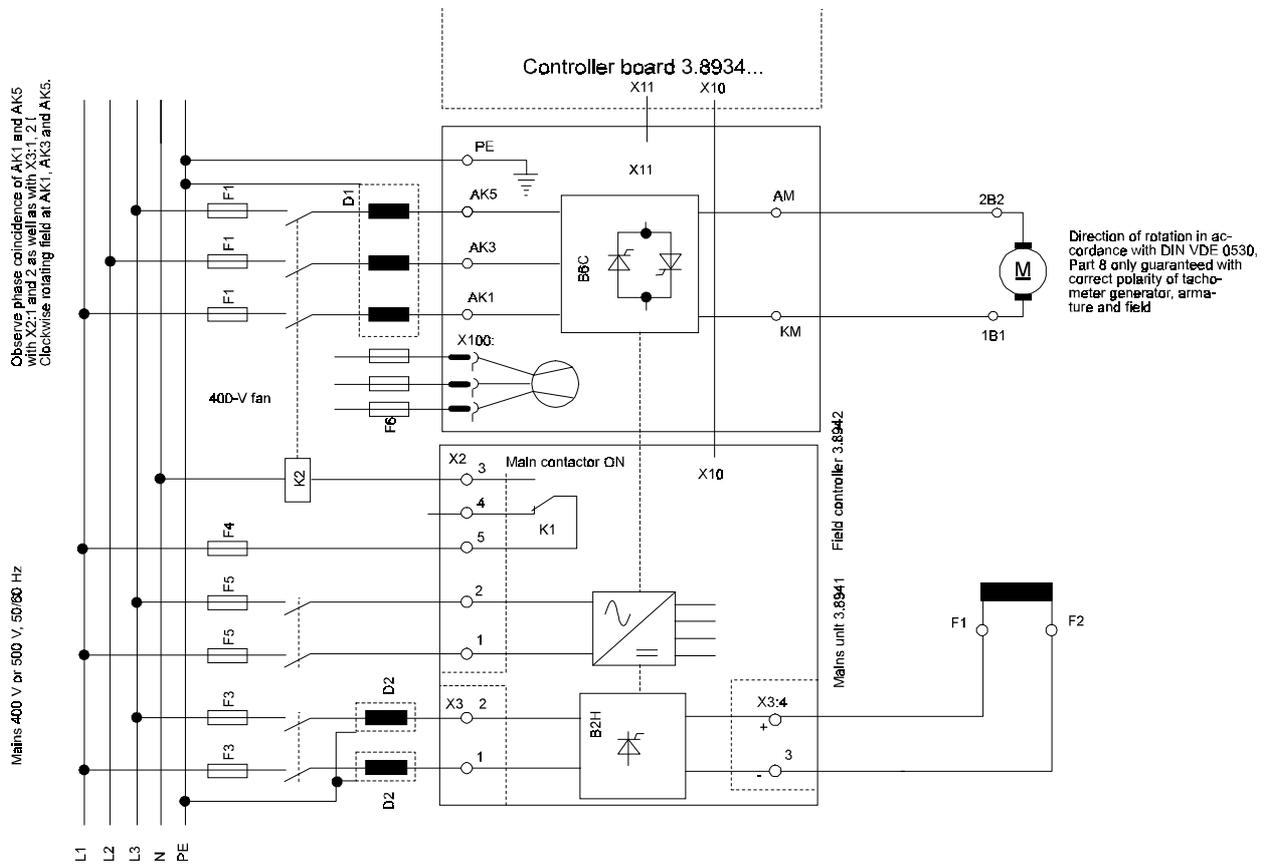 Controller board 3.8934...
X11
X10
Observe phase coincidence of AK1 and AK5
with X2:1 and 2 as well as with X3:1, 2 [
Clockwise rotating field at AK1, AK3 and AK5.
PE
X11
F1
D1
AK5
AM
2B2
F1
AK3
B6C
M
Direction of rotation in ac-
cordance with DIN VDE 0530,
Part 8 only guaranteed with
correct polarity of tacho-
meter generator, arma-
ture and field
F1
AK1
KM
1B1
X100:
400-V fan
F6
K2
X2
3
Main contactor ON
X10
Field controller 3.8942
4
K1
F4
5
Mains 400 V or 500 V, 50/60 Hz
F5
2
F5
1
Mains unit 3.8941
F1
F2
D2
F3
X3
2
B2H
X3:4
+
F3
1
3
-
D2
L1
L2
L3
N
PE